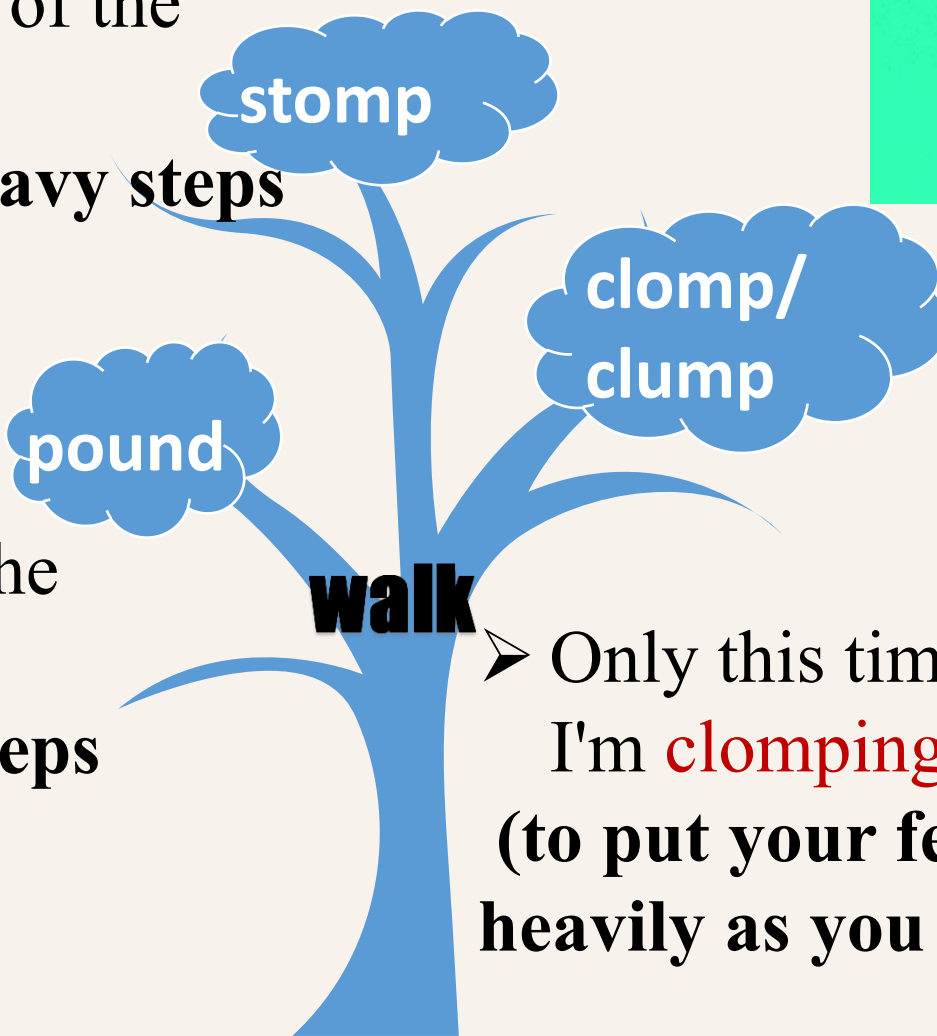 of the
stomp
avy steps
clomp/
clump
pound
he
walk
➢ Only this tim
I'm clomping
eps
(to put your fe
heavily as you